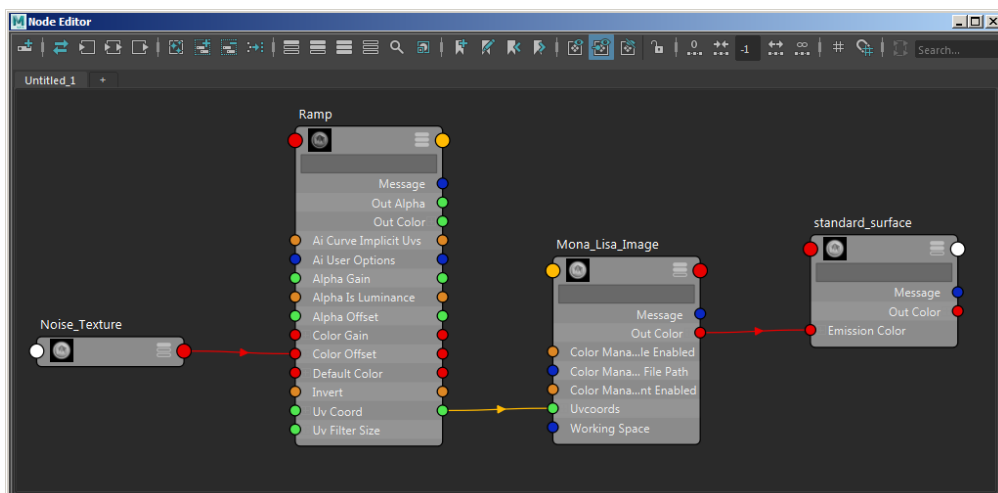 M Node Editor
0
-1
∞
Search...
Untitled_1 +
Ramp
Message
Out Alpha
Out Color
Ai Curve Implicit Uvs
Ai User Options
Alpha Gain
Alpha Is Luminance
Alpha Offset
Color Gain
Color Offset
Default Color
Invert
Uv Coord
Uv Filter Size
Noise_Texture
Mona_Lisa_Image
Message
Out Color
Color Mana...le Enabled
Color Mana... File Path
Color Mana...nt Enabled
Uvcoords
Working Space
standard_surface
Message
Out Color
Emission Color